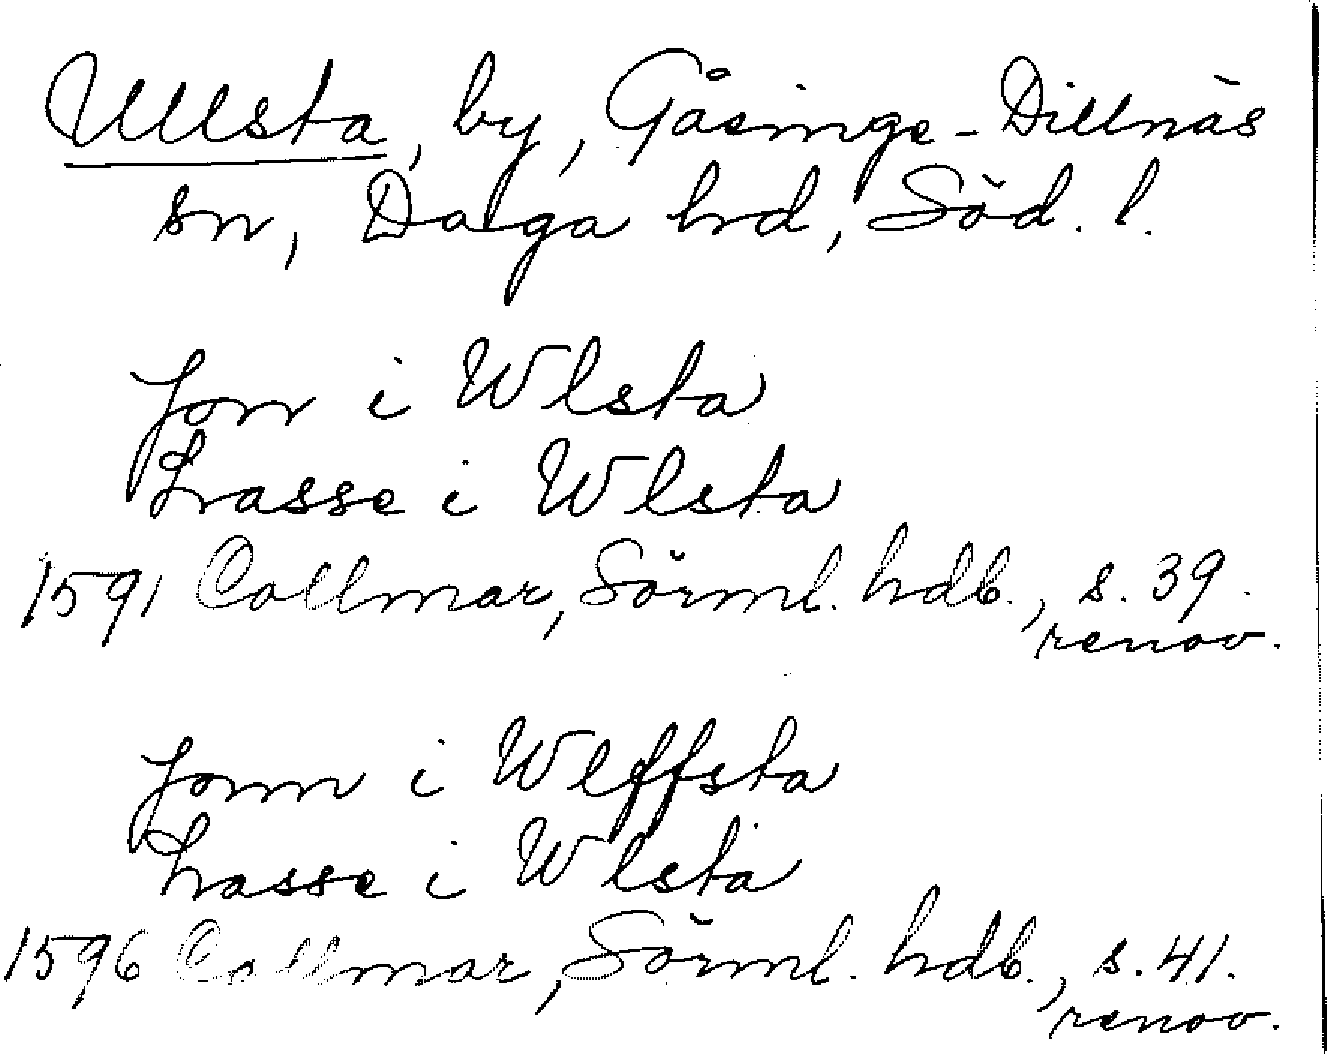 Ullsta, by, Gåsinge-Dillnäs
sn, Daga hd, Söd. l.
Jon i Wlsta
Lasse i Wlsta
1591 Collmar, Sörml. hdb., s. 39.
renov.
Jonn i Wlffsta
Lasse i Wlsta
1596 Collmar, Sörml. hdb., s. 41.
renov.